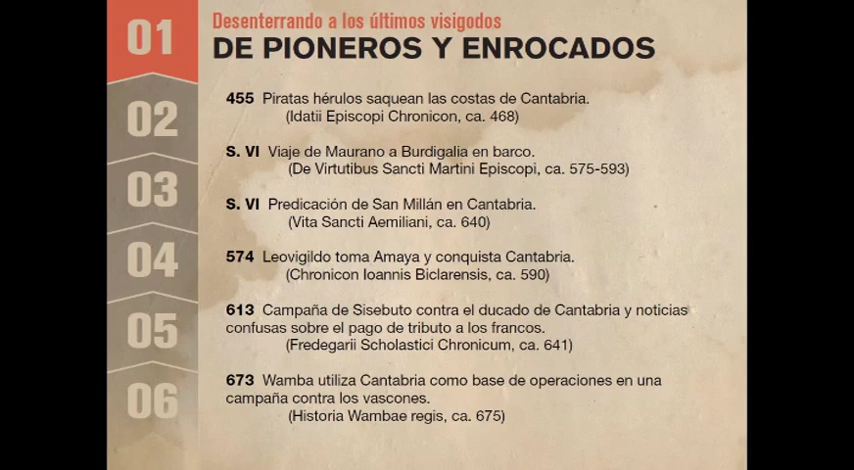 01
Desenterrando a los últimos visigodos
DE PIONEROS Y ENROCADOS
02
03
04
05
06
455 Piratas hérulos saquean las costas de Cantabria.
(Idatii Episcopi Chronicon, ca. 468)
S. VI Viaje de Maurano a Burdigalia en barco.
(De Virtutibus Sancti Martini Episcopi, ca. 575-593)
S. VI Predicación de San Millán en Cantabria.
(Vita Sancti Aemiliani, ca. 640)
574 Leovigildo toma Amaya y conquista Cantabria.
(Chronicon Ioannis Biclarensis, ca. 590)
613 Campaña de Sisebuto contra el ducado de Cantabria y noticias
confusas sobre el pago de tributo a los francos.
(Fredegarii Scholastici Chronicum, ca. 641)
673 Wamba utiliza Cantabria como base de operaciones en una
campaña contra los vascones.
(Historia Wambae regis, ca. 675)